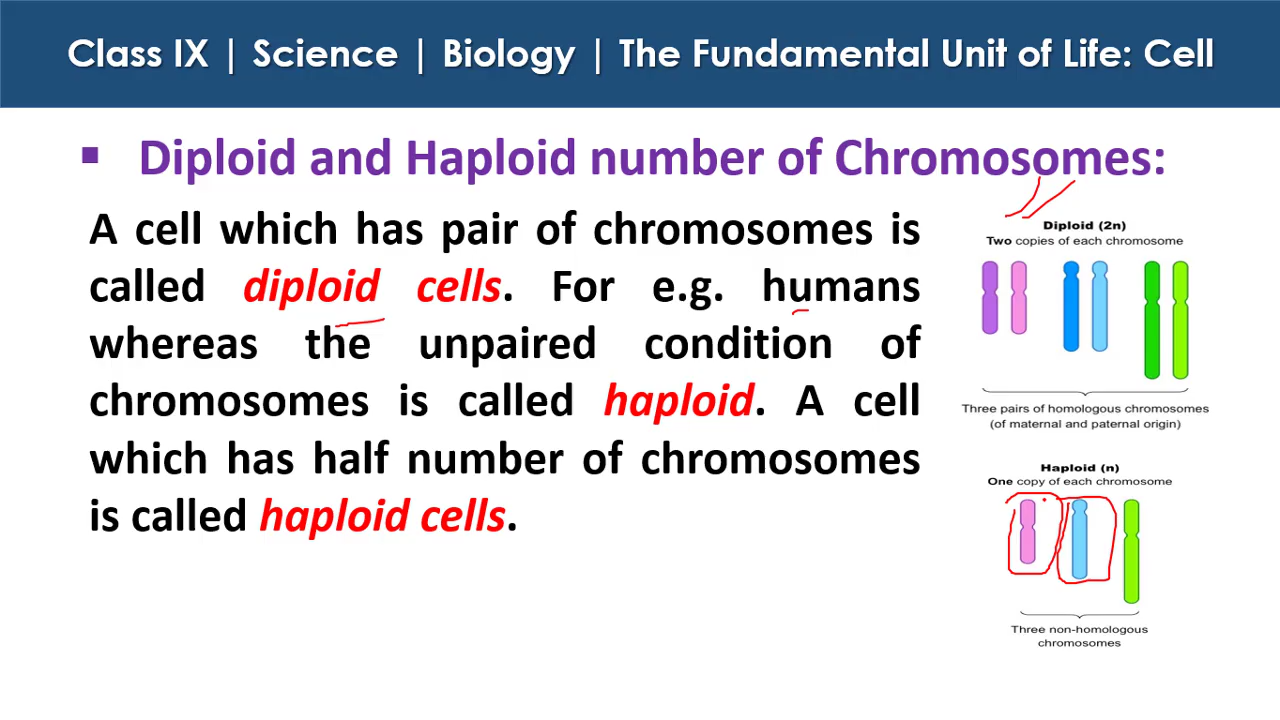 Class IX | Science | Biology | The Fundamental Unit of Life: Cell
▪ Diploid and Haploid number of Chromosomes:
A cell which has pair of chromosomes is
called diploid cells. For e.g. humans
whereas the unpaired condition of
chromosomes is called haploid. A cell
which has half number of chromosomes
is called haploid cells.
Diploid (2n)
Two copies of each chromosome
Three pairs of homologous chromosomes
(of maternal and paternal origin)
Haploid (n)
One copy of each chromosome
Three non-homologous
chromosomes